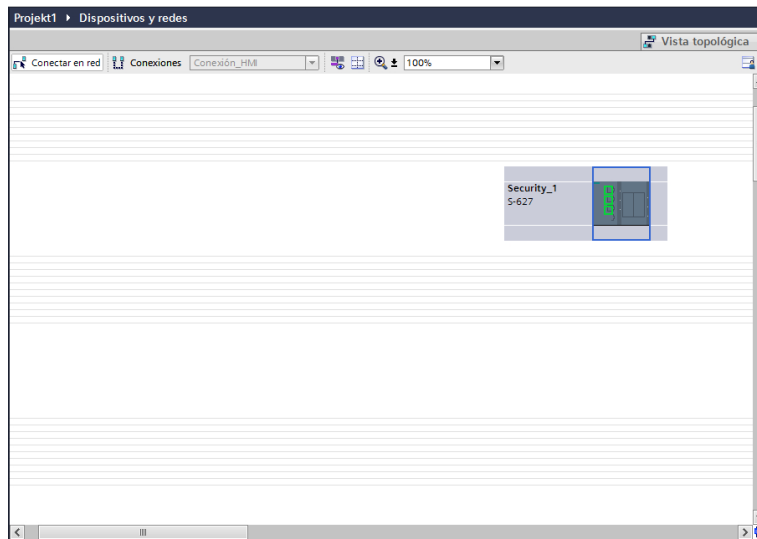 Projekt1 ▸ Dispositivos y redes
Vista topológica
Conectar en red Conexiones Conexión_HMI 100%
Security_1
S-627